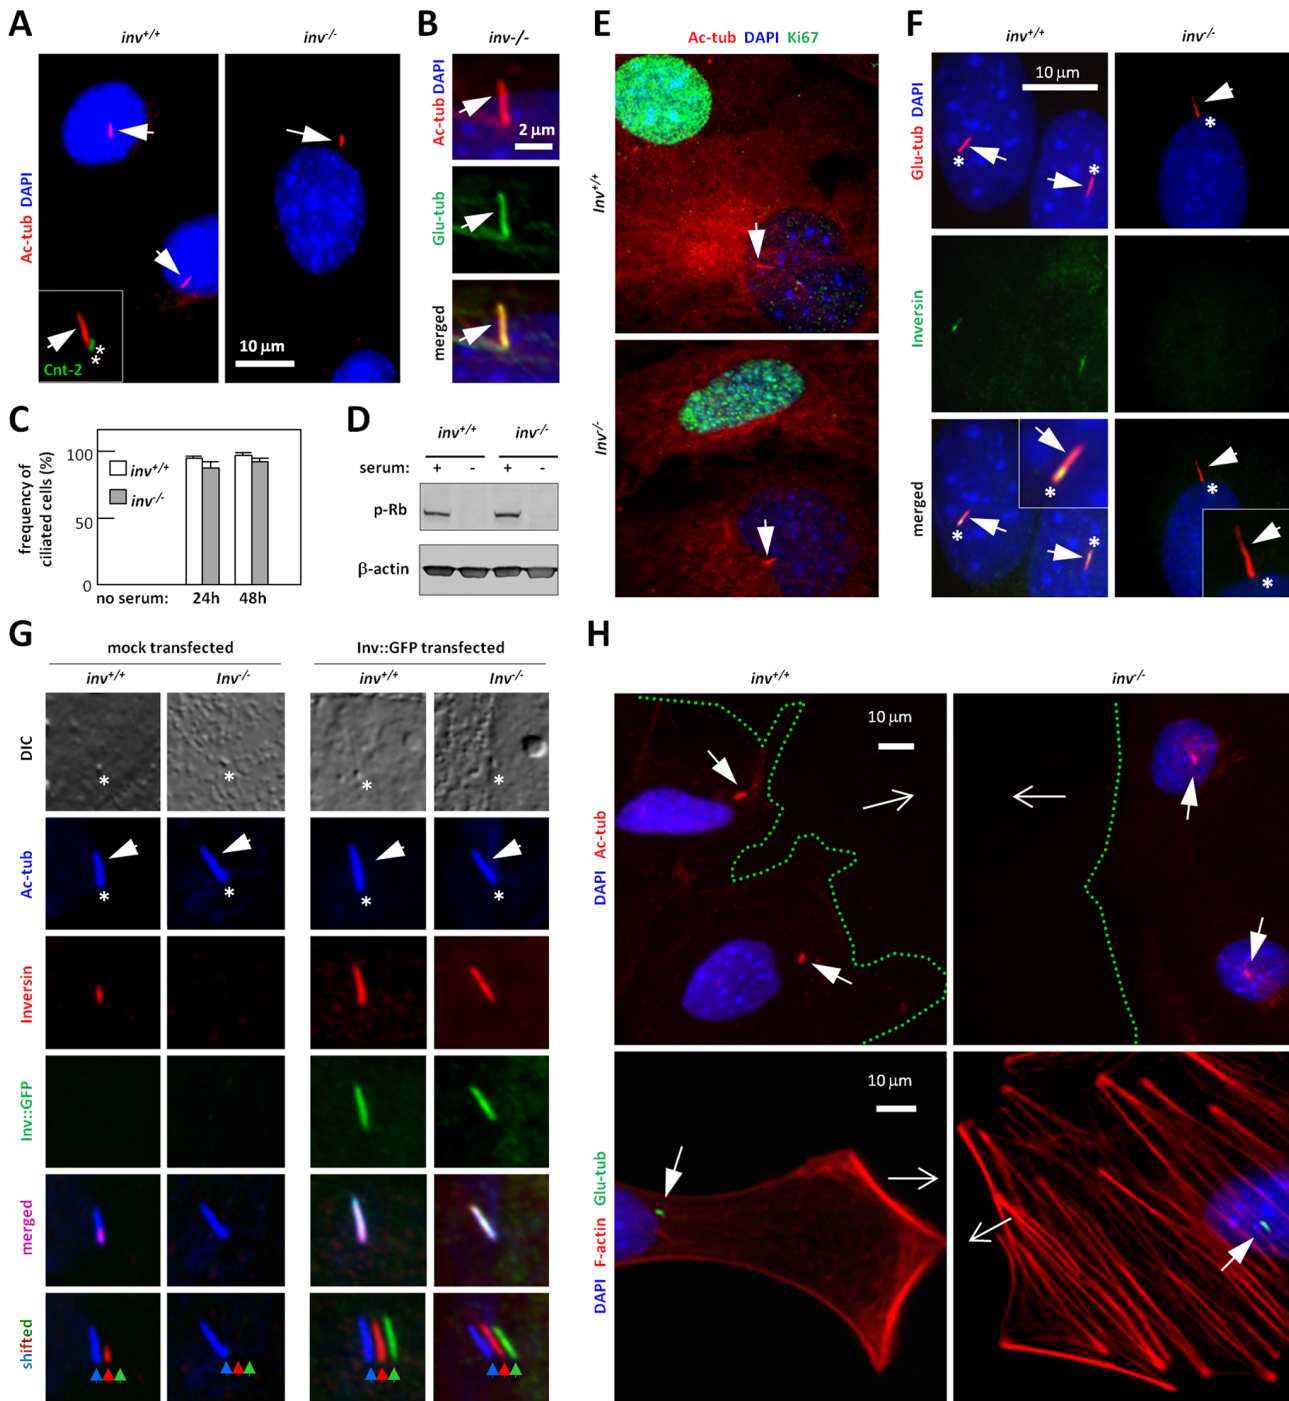 A
inv+/+
inv-/-
Ac-tub DAPI
Cnt-2
*
*
10 µm
B
inv-/-
Ac-tub DAPI
2 µm
Glu-tub
merged
C
frequency of
ciliated cells (%)
100
50
0
inv+/+
inv-/-
no serum:
24h
48h
D
inv+/+
inv-/-
serum:
+
-
+
-
p-Rb
β-actin
E
Ac-tub DAPI Ki67
Inv+/+
Inv-/-
F
inv+/+
inv-/-
Glu-tub DAPI
10 µm
*
*
*
Inversin
merged
*
*
*
*
*
G
mock transfected
Inv::GFP transfected
inv+/+
Inv-/-
inv+/+
Inv-/-
DIC
*
*
*
*
Ac-tub
*
*
*
*
Inversin
Inv::GFP
merged
shifted
H
inv+/+
inv-/-
DAPI Ac-tub
10 µm
DAPI F-actin Glu-tub
10 µm